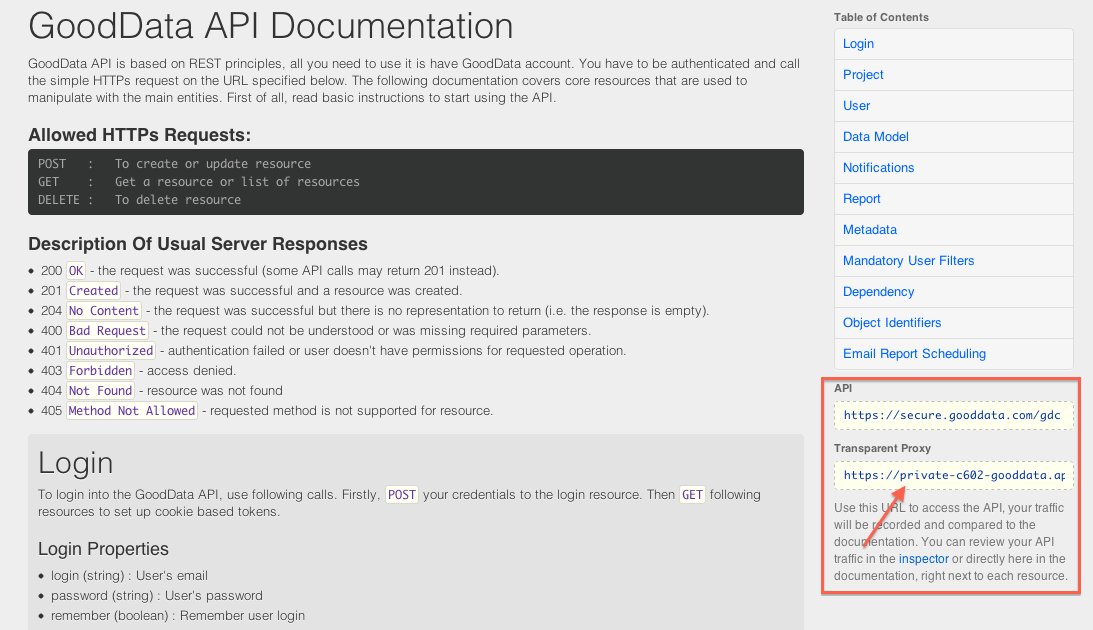 GoodData API Documentation
GoodData API is based on REST principles, all you need to use it is have GoodData account. You have to be authenticated and call
the simple HTTPs request on the URL specified below. The following documentation covers core resources that are used to
manipulate with the main entities. First of all, read basic instructions to start using the API.
Allowed HTTPs Requests:
POST : To create or update resource
GET : Get a resource or list of resources
DELETE : To delete resource
Description Of Usual Server Responses
• 200 OK - the request was successful (some API calls may return 201 instead).
• 201 Created - the request was successful and a resource was created.
• 204 No Content - the request was successful but there is no representation to return (i.e. the response is empty).
• 400 Bad Request - the request could not be understood or was missing required parameters.
• 401 Unauthorized - authentication failed or user doesn't have permissions for requested operation.
• 403 Forbidden - access denied.
• 404 Not Found - resource was not found
• 405 Method Not Allowed - requested method is not supported for resource.
Login
To login into the GoodData API, use following calls. Firstly, POST your credentials to the login resource. Then GET following
resources to set up cookie based tokens.
Login Properties
• login (string) : User's email
• password (string) : User's password
• remember (boolean) : Remember user login
Table of Contents
Login
Project
User
Data Model
Notifications
Report
Metadata
Mandatory User Filters
Dependency
Object Identifiers
Email Report Scheduling
API
https://secure.gooddata.com/gdc
Transparent Proxy
https://private-c602-gooddata.ap
Use this URL to access the API, your traffic
will be recorded and compared to the
documentation. You can review your API
traffic in the inspector or directly here in the
documentation, right next to each resource.